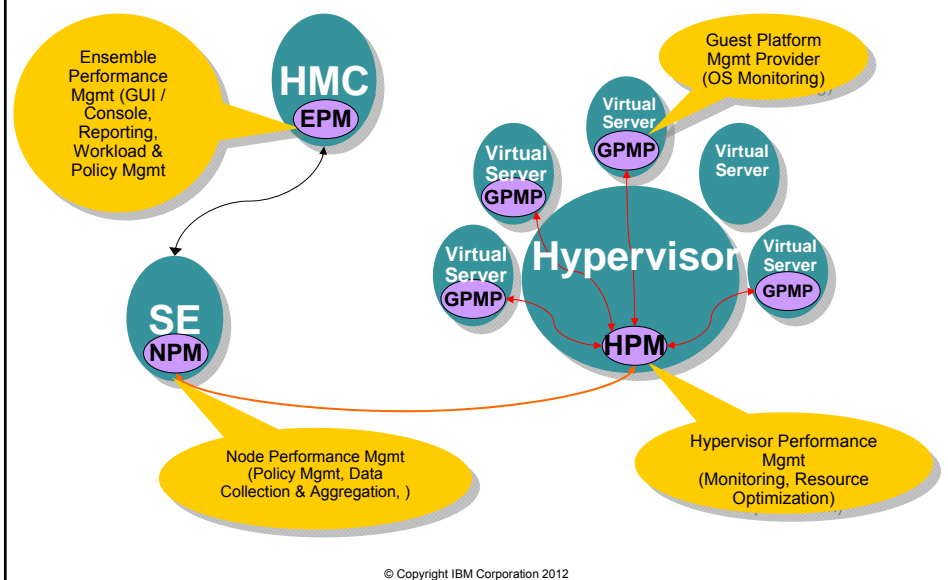 Ensemble
Performance
Mgmt (GUI /
Console,
Reporting,
Workload &
Policy Mgmt
HMC
EPM
Guest Platform
Mgmt Provider
(OS Monitoring)
Virtual
Server
GPMP
Virtual
Server
GPMP
Virtual
Server
Virtual
Server
GPMP
Hypervisor
Virtual
Server
GPMP
HPM
SE
NPM
Node Performance Mgmt
(Policy Mgmt, Data
Collection & Aggregation, )
Hypervisor Performance
Mgmt
(Monitoring, Resource
Optimization)
© Copyright IBM Corporation 2012